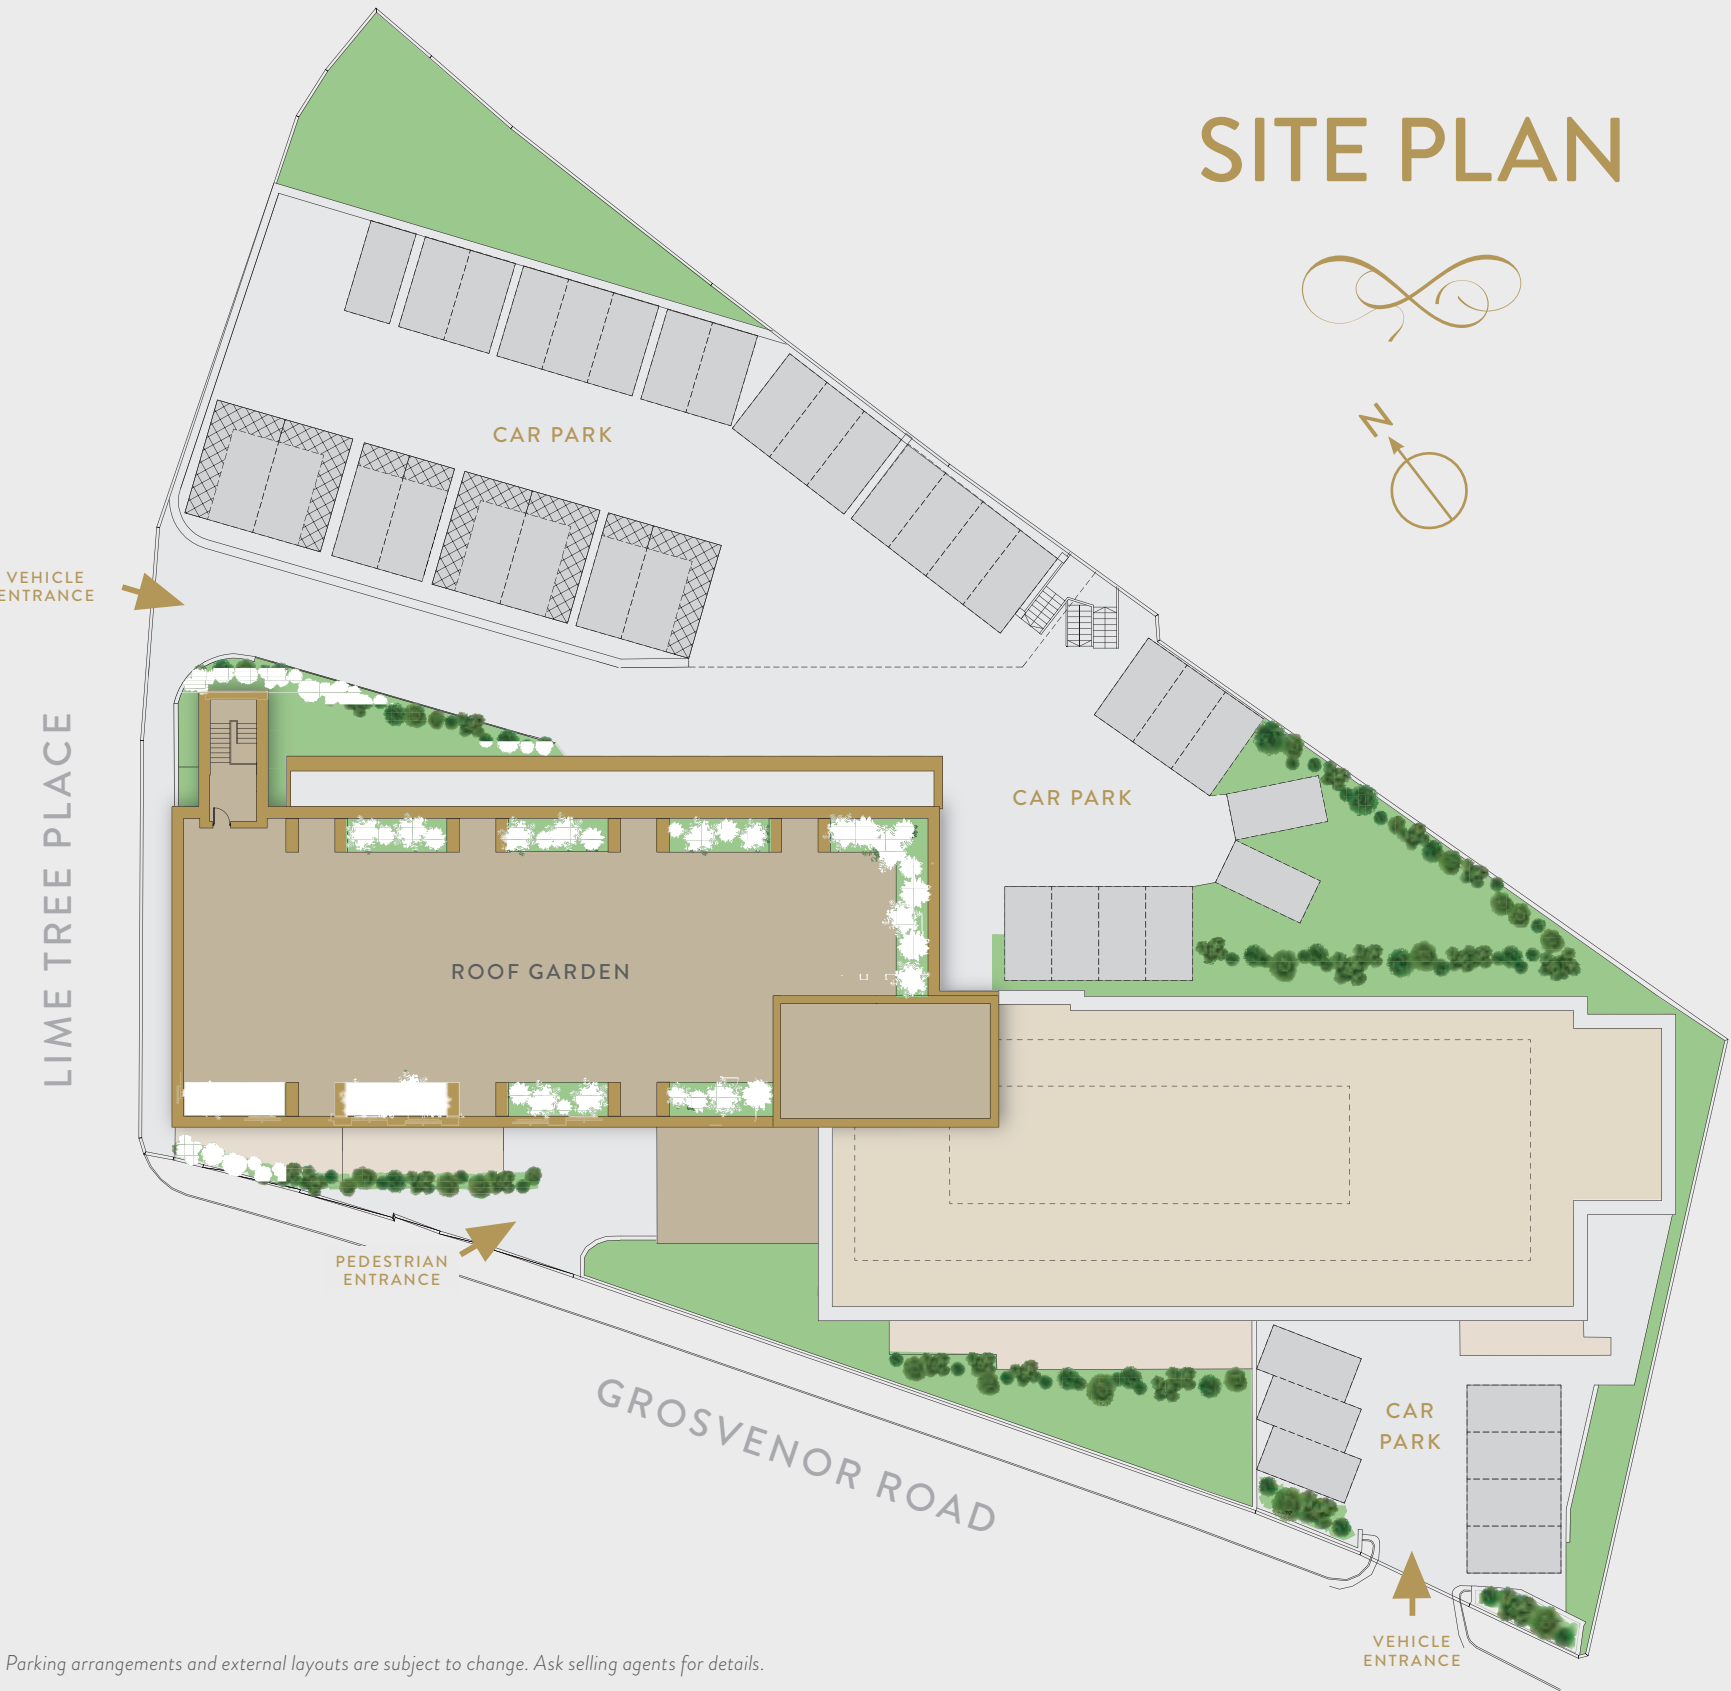 SITE PLAN
N
CAR PARK
VEHICLE
ENTRANCE
LIME TREE PLACE
CAR PARK
ROOF GARDEN
PEDESTRIAN
ENTRANCE
GROSVENOR ROAD
CAR
PARK
VEHICLE
ENTRANCE
Parking arrangements and external layouts are subject to change. Ask selling agents for details.